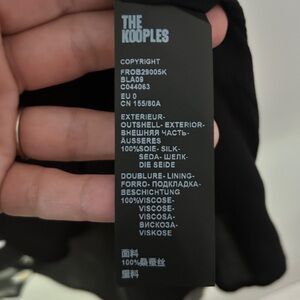 THE
KOOPLES
COPYRIGHT
FROB29005K
BLA09
C044063
EU 0
CN 155/80A
EXTERIEUR-
OUTSHELL- EXTERIOR-
ВНЕШНЯЯ ЧАСТЬ-
ÄUSSERES
100%SOIE- SILK-
SEDA- ШЕЛК-
DIE SEIDE
DOUBLURE- LINING-
FORRO- ПОДКЛАДКА-
BESCHICHTUNG
100%VISCOSE-
VISCOSE-
VISCOSA-
ВИСКОЗА-
VISKOSE
面料
100%桑蚕丝
里料